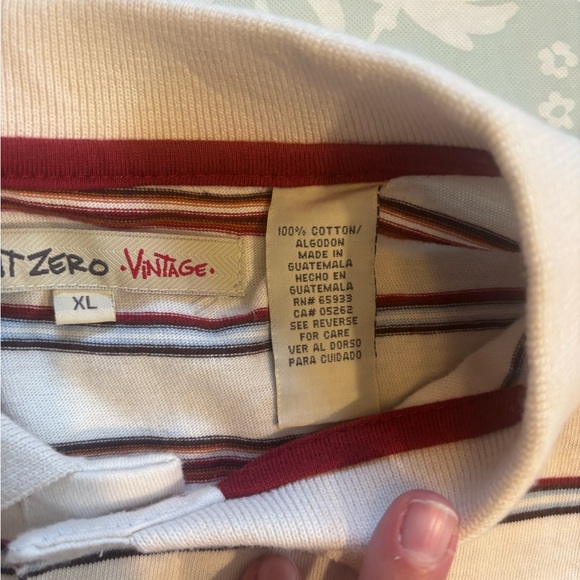 T ZERO ·VINTAGE·
XL
100% COTTON/
ALGODON
MADE IN
GUATEMALA
HECHO EN
GUATEMALA
RN# 65933
CA# 05262
SEE REVERSE
FOR CARE
VER AL DORSO
PARA CUIDADO